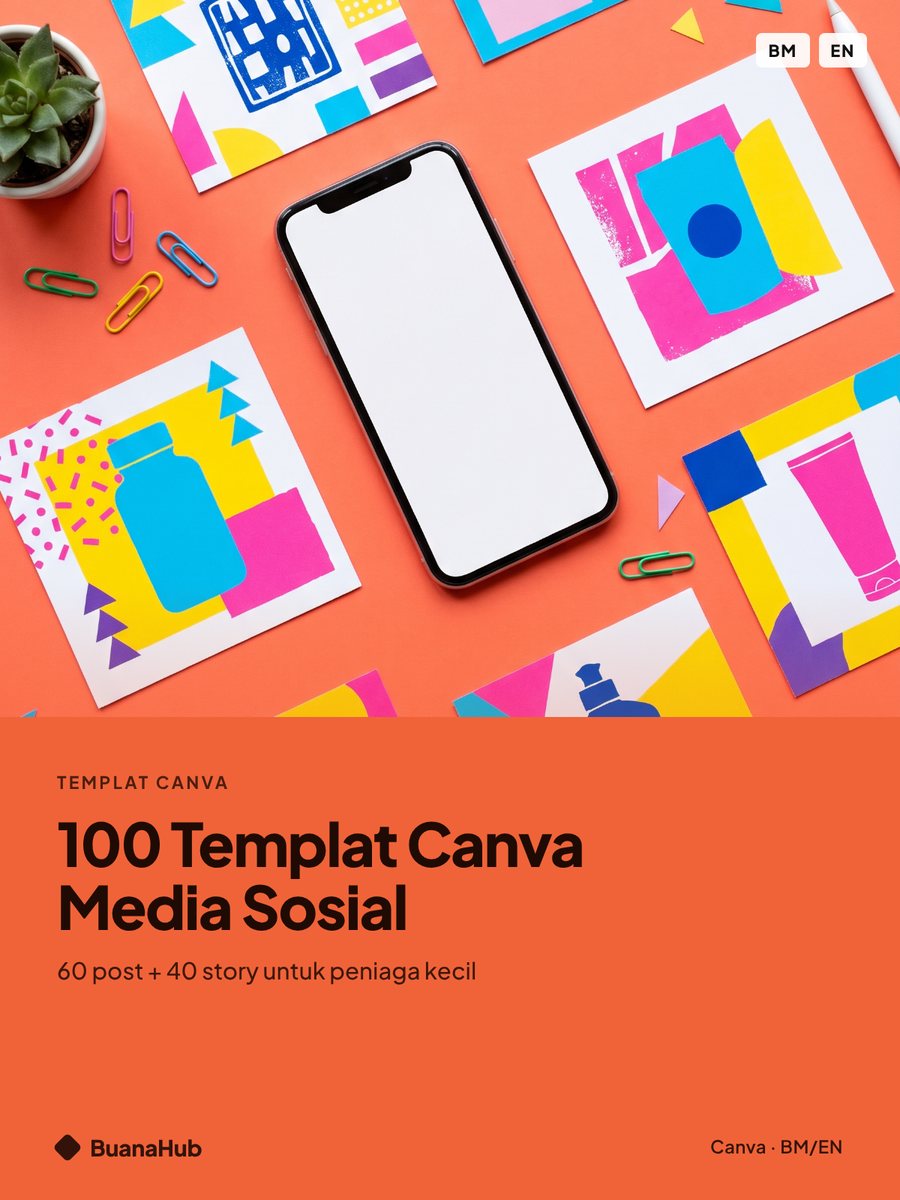 BM EN
TEMPLAT CANVA
100 Templat Canva
Media Sosial
60 post + 40 story untuk peniaga kecil
BuanaHub
Canva · BM/EN